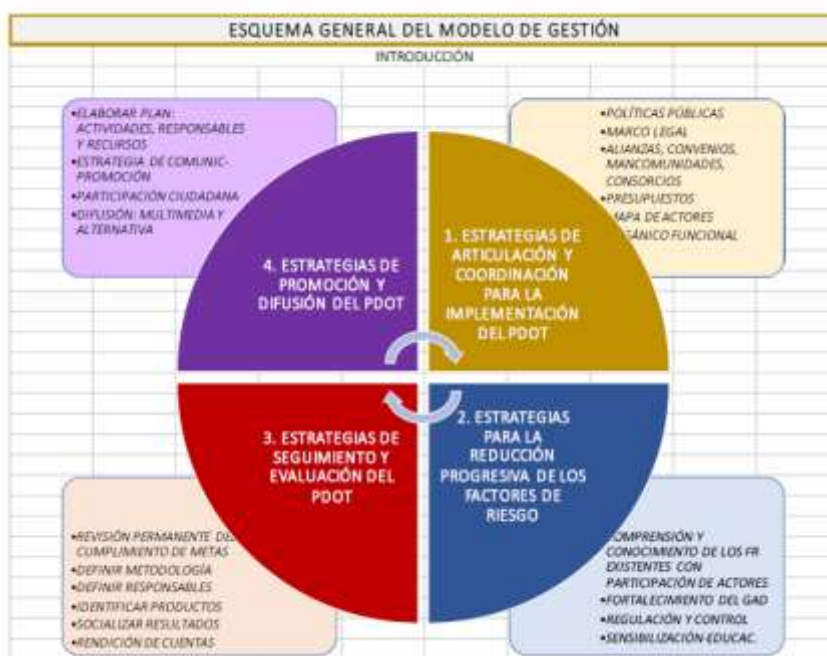 ESQUEMA GENERAL DEL MODELO DE GESTIÓN
INTRODUCCIÓN
•ELABORAR PLAN:
ACTIVIDADES, RESPONSABLES
Y RECURSOS
•ESTRATEGIA DE COMUNIC-
PROMOCIÓN
•PARTICIPACIÓN CIUDADANA
•DIFUSIÓN: MULTIMEDIA Y
ALTERNATIVA
•POLÍTICAS PÚBLICAS
•MARCO LEGAL
•ALIANZAS, CONVENIOS,
MANCOMUNIDADES,
CONSORCIOS
•PRESUPUESTOS
DE ACTORES
FUNCIONAL
4. ESTRATEGIAS DE
PROMOCIÓN Y
DIFUSIÓN DEL PDOT
1. ESTRATEGIAS DE
ARTICULACIÓN Y
COORDINACIÓN
PARA LA
IMPLEMENTACIÓN
DEL PDOT
3. ESTRATEGIAS DE
SEGUIMIENTO Y
EVALUACIÓN DEL
PDOT
2. ESTRATEGIAS
PARA LA
REDUCCIÓN
PROGRESIVA DE LOS
FACTORES DE
RIESGO
•REVISIÓN PERMANENTE DEL
CUMPLIMIENTO DE METAS
•DEFINIR METODOLOGÍA
•DEFINIR RESPONSABLES
•IDENTIFICAR PRODUCTOS
•SOCIALIZAR RESULTADOS
•RENDICIÓN DE CUENTAS
COMPRENSIÓN Y
CONOCIMIENTO DE LOS FR
EXISTENTES CON
PARTICIPACIÓN DE ACTORES
•FORTALECIMIENTO DEL GAD
•REGULACIÓN Y CONTROL
•SENSIBILIZACIÓN-EDUCAC.